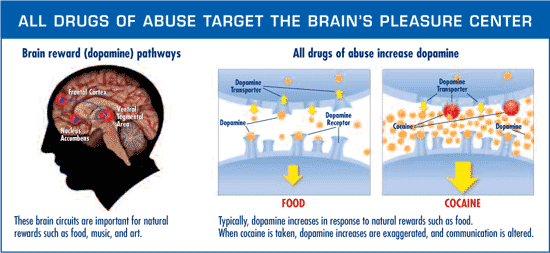 ALL DRUGS OF ABUSE TARGET THE BRAIN'S PLEASURE CENTER
Brain reward (dopamine) pathways
Frontal Cortex
Ventral
Tegmental
Area
Nucleus
Accumbens
These brain circuits are important for natural
rewards such as food, music, and art.
All drugs of abuse increase dopamine
Dopamine
Transporter
Dopamine
Dopamine
Receptor
FOOD
Dopamine
Transporter
Cocaine
Dopamine
COCAINE
Typically, dopamine increases in response to natural rewards such as food.
When cocaine is taken, dopamine increases are exaggerated, and communication is altered.